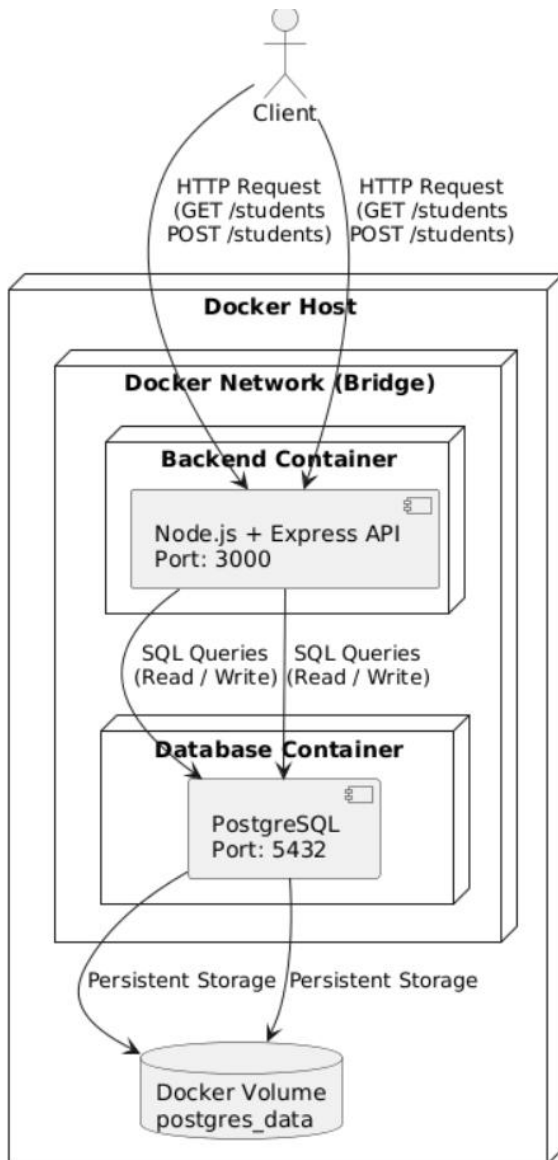 Client
HTTP Request
(GET /students
POST /students)
HTTP Request
(GET /students
POST /students)
Docker Host
Docker Network (Bridge)
Backend Container
Node.js + Express API
Port: 3000
SQL Queries
(Read / Write)
SQL Queries
(Read / Write)
Database Container
PostgreSQL
Port: 5432
Persistent Storage
Persistent Storage
Docker Volume
postgres_data